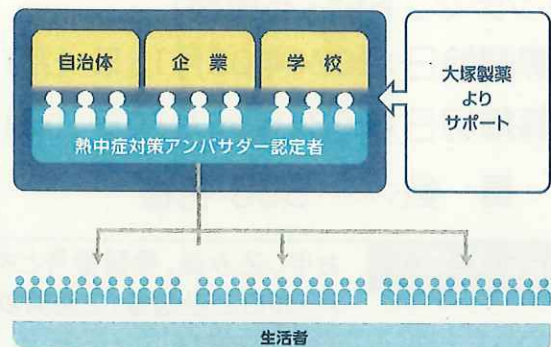 自治体
企業
学校
大塚製薬
より
サポート
熱中症対策アンバサダー認定者
生活者